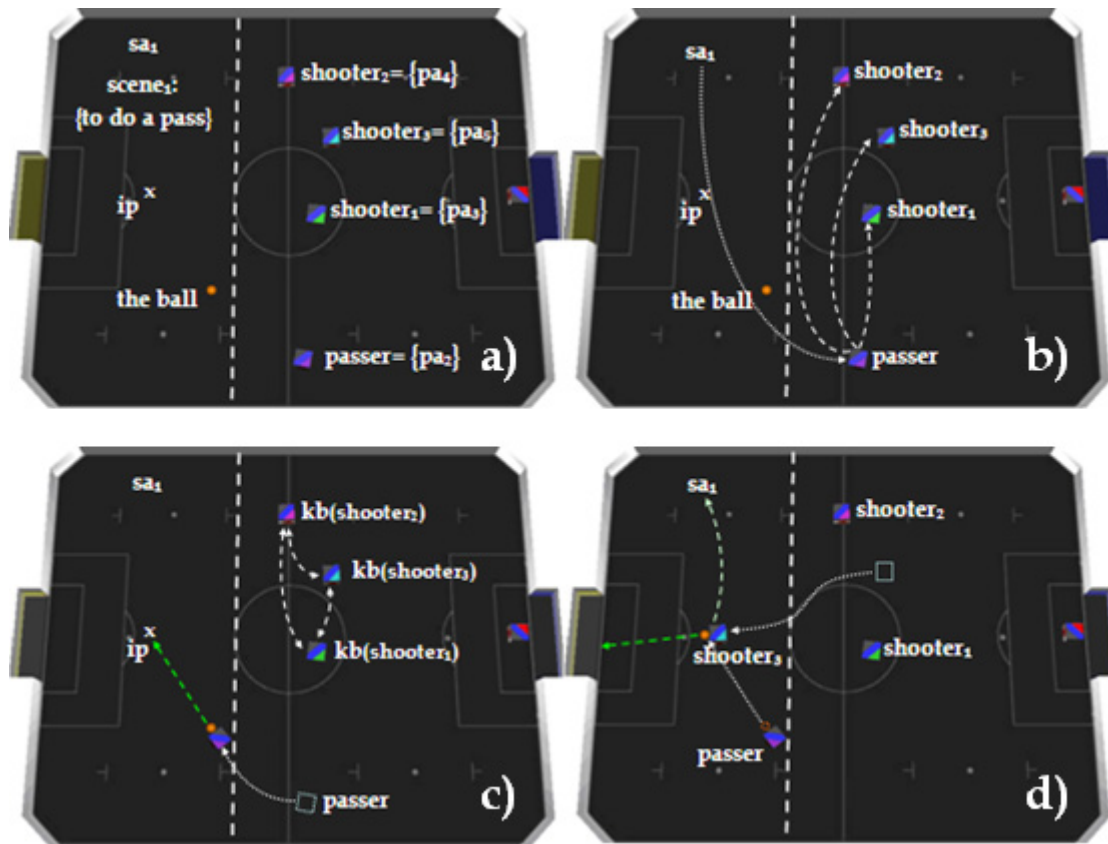 sa₁
scene₁:
{to do a pass}
shooter₂= {pa₄}
shooter₃= {pa₅}
shooter₁= {pa₃}
ip x
the ball
passer= {pa₂}
a)
sa₁
shooter₂
shooter₃
shooter₁
ip x
the ball
passer
b)
sa₁
kb(shooter₂)
kb(shooter₃)
kb(shooter₁)
ip x
passer
c)
sa₁
shooter₂
shooter₃
shooter₁
passer
d)